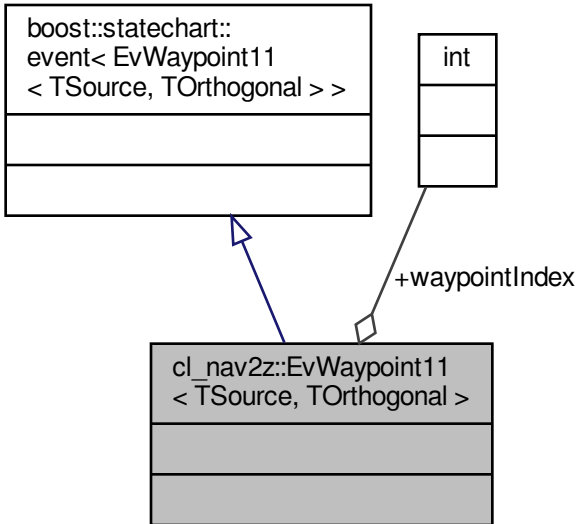 boost::statechart::
event< EvWaypoint11
< TSource, TOrthogonal > >
int
+waypointIndex
cl_nav2z::EvWaypoint11
< TSource, TOrthogonal >